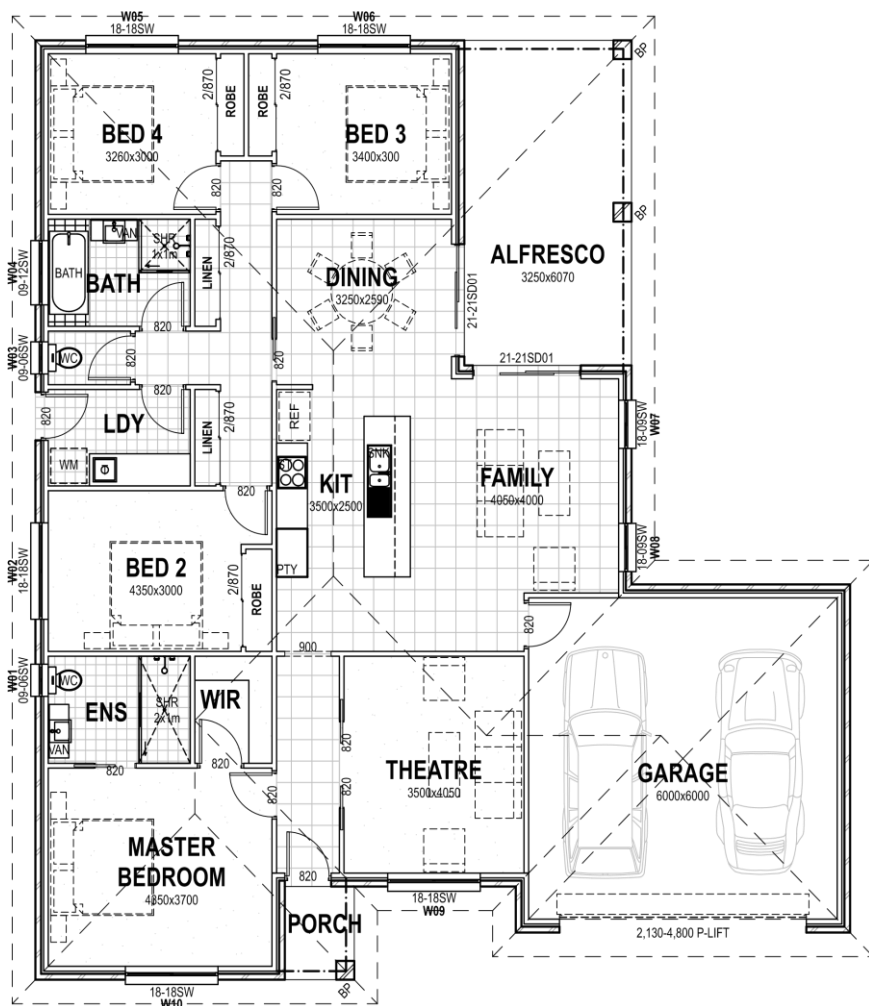 W05
18-18SW
W06
18-18SW
BP
BED 4
3260x3000
2/870
ROBE
ROBE
2/870
BED 3
3400x300
820
820
BP
W04
09-12SW
BATH
VAN
SHR
1x1m
BATH
LINEN
2/870
DINING
3250x2590
21-21SD01
ALFRESCO
3250x6070
820
W03
09-06SW
WC
820
820
820
21-21SD01
820
LDY
WM
LINEN
2/870
REF
ST
KIT
3500x2500
SNK
FAMILY
4050x4000
18-09SW
W07
18-09SW
W08
820
PTY
W02
18-18SW
BED 2
4350x3000
2/870
ROBE
900
820
W01
09-06SW
WC
ENS
VAN
SHR
2x1m
WIR
820
820
820
820
820
THEATRE
3500x4050
GARAGE
6000x6000
MASTER
BEDROOM
4350x3700
820
PORCH
18-18SW
W09
2,130-4,800 P-LIFT
BP
18-18SW
W10